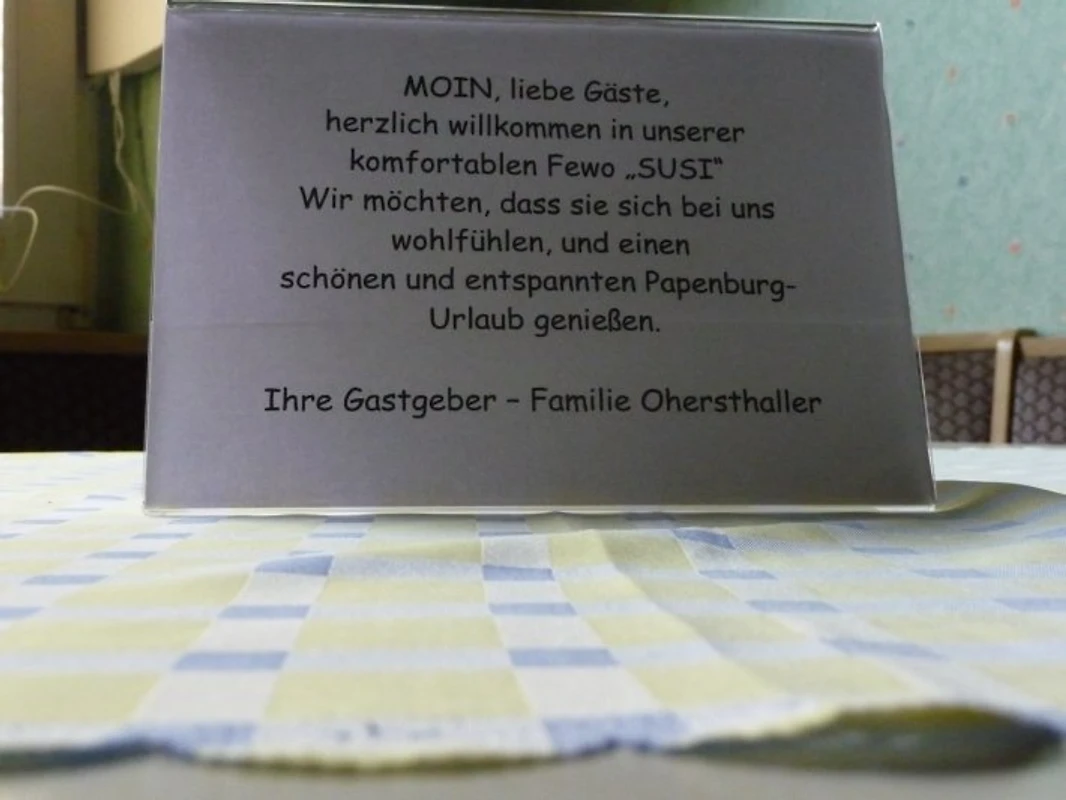 MOIN, liebe Gäste,
herzlich willkommen in unserer
komfortablen Fewo „SUSI“
Wir möchten, dass sie sich bei uns
wohlfühlen, und einen
schönen und entspannten Papenburg-
Urlaub genießen.
Ihre Gastgeber – Familie Ohersthaller